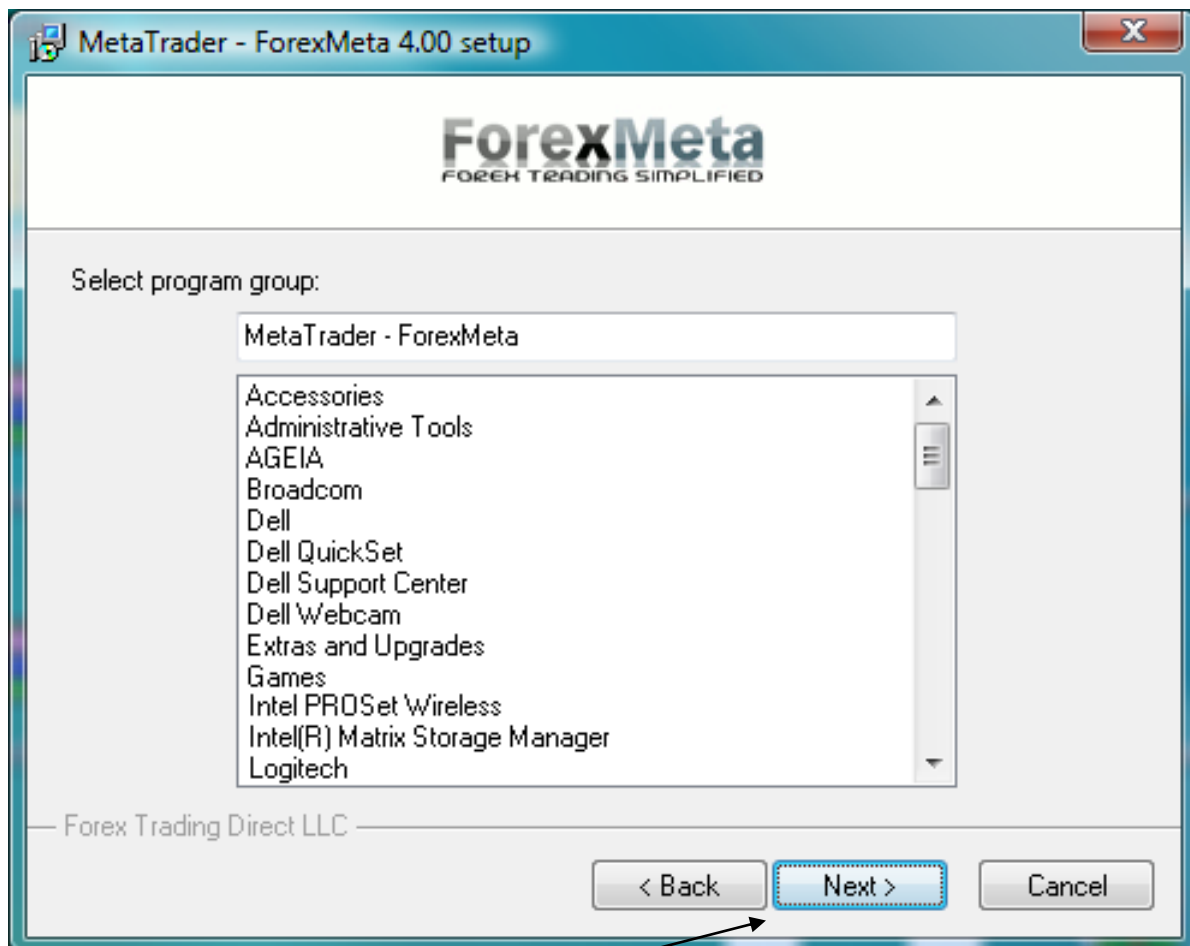 MetaTrader - ForexMeta 4.00 setup
X
ForexMeta
FOREX TRADING SIMPLIFIED
Select program group:
MetaTrader - ForexMeta
Accessories
Administrative Tools
AGEIA
Broadcom
Dell
Dell QuickSet
Dell Support Center
Dell Webcam
Extras and Upgrades
Games
Intel PROSet Wireless
Intel(R) Matrix Storage Manager
Logitech
Forex Trading Direct LLC
< Back Next > Cancel